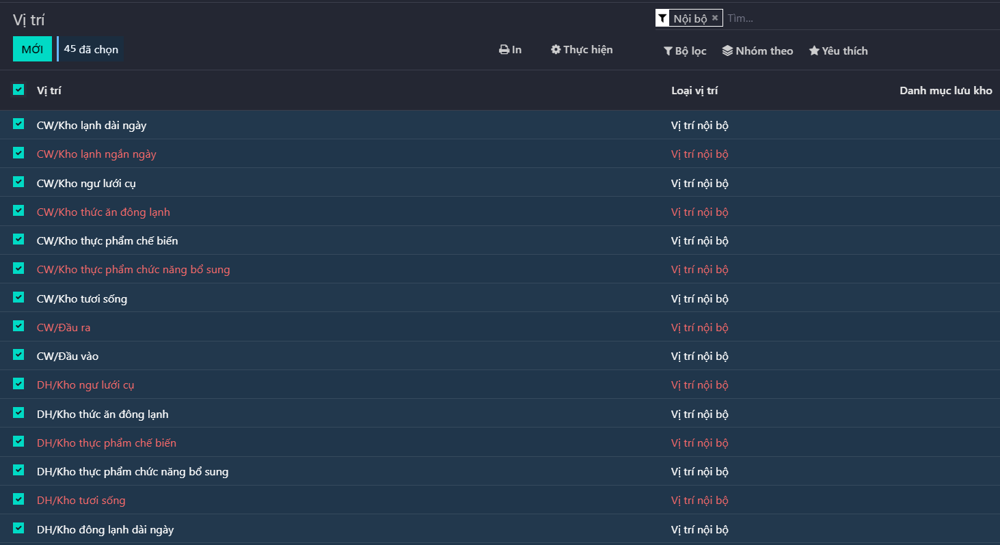 Vị trí
Nội bộ Tìm...
MỚI 45 đã chọn In Thực hiện Bộ lọc Nhóm theo Yêu thích
Vị trí Loại vị trí Danh mục lưu kho
CW/Kho lạnh dài ngày Vị trí nội bộ
CW/Kho lạnh ngắn ngày Vị trí nội bộ
CW/Kho ngư lưới cụ Vị trí nội bộ
CW/Kho thức ăn đông lạnh Vị trí nội bộ
CW/Kho thực phẩm chế biến Vị trí nội bộ
CW/Kho thực phẩm chức năng bổ sung Vị trí nội bộ
CW/Kho tươi sống Vị trí nội bộ
CW/Đầu ra Vị trí nội bộ
CW/Đầu vào Vị trí nội bộ
DH/Kho ngư lưới cụ Vị trí nội bộ
DH/Kho thức ăn đông lạnh Vị trí nội bộ
DH/Kho thực phẩm chế biến Vị trí nội bộ
DH/Kho thực phẩm chức năng bổ sung Vị trí nội bộ
DH/Kho tươi sống Vị trí nội bộ
DH/Kho đông lạnh dài ngày Vị trí nội bộ